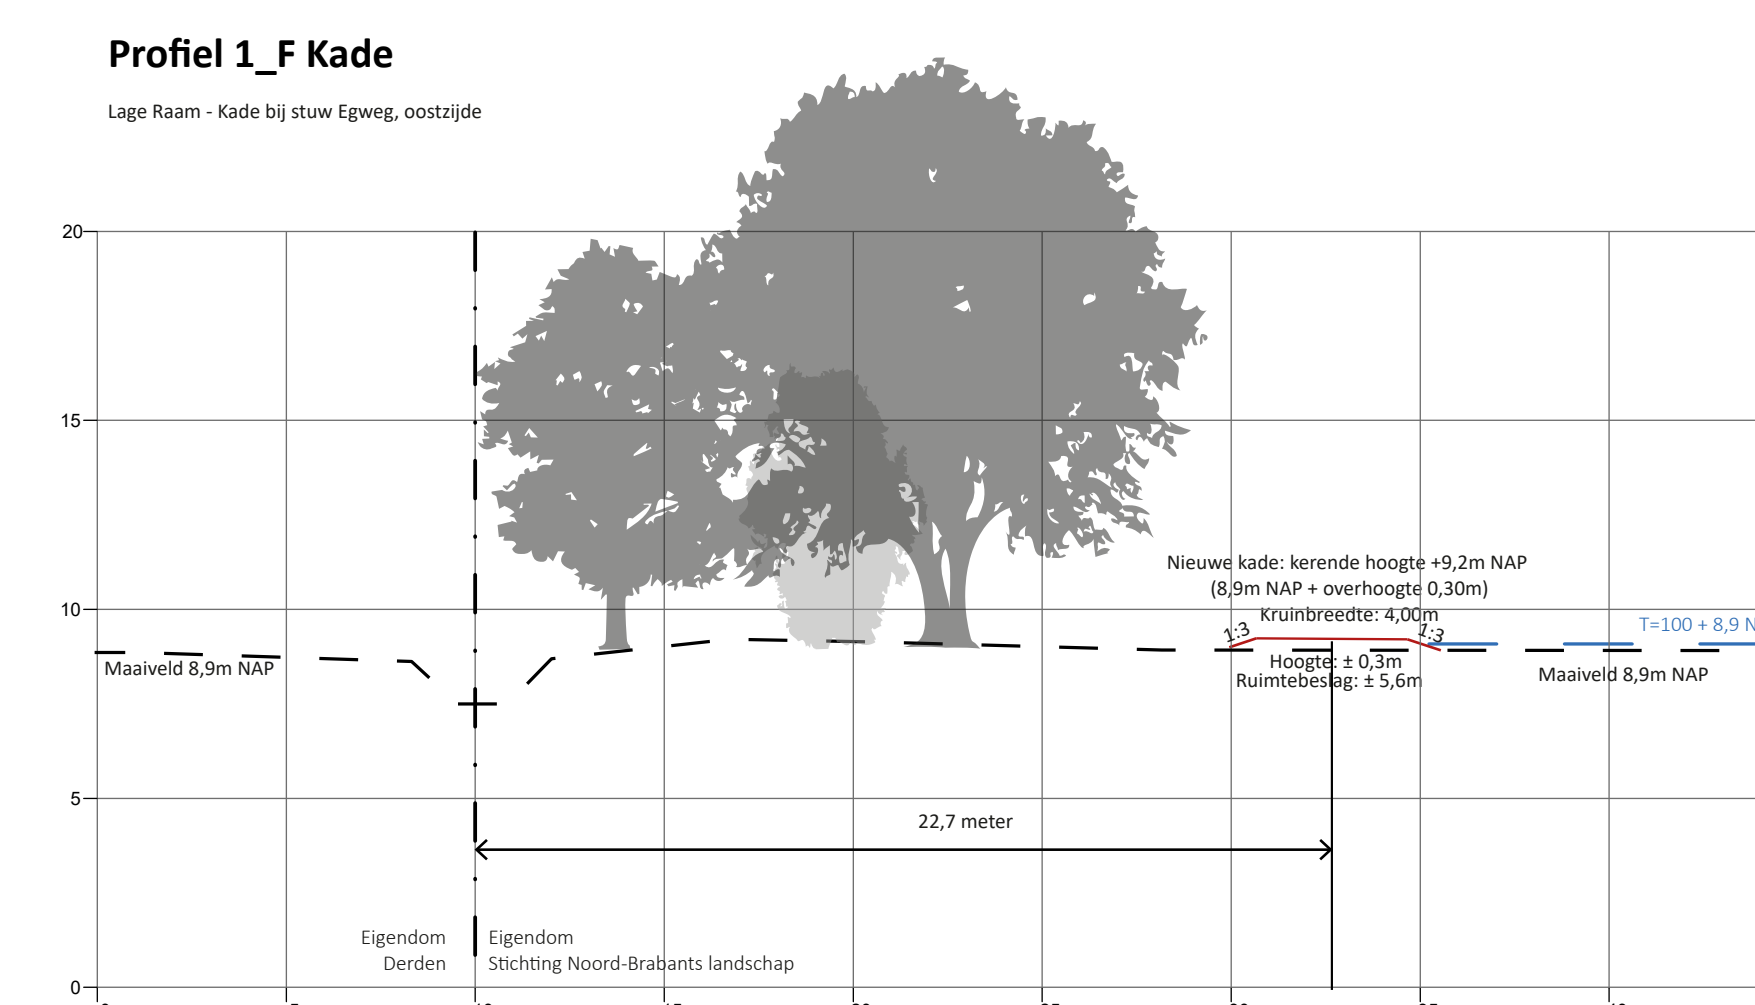 Profiel 1_F Kade
Lage Raam - Kade bij stuw Egweg, oostzijde
20
15
10
5
0
Nieuwe kade: kerende hoogte +9,2m NAP
(8,9m NAP + overhoogte 0,30m)
Kruinbreedte: 4,00m
1:3
1:3
T=100 + 8,9 N
Maaiveld 8,9m NAP
Hoogte: ± 0,3m
Ruimtebeslag: ± 5,6m
Maaiveld 8,9m NAP
22,7 meter
Eigendom
Derden
Eigendom
Stichting Noord-Brabants landschap